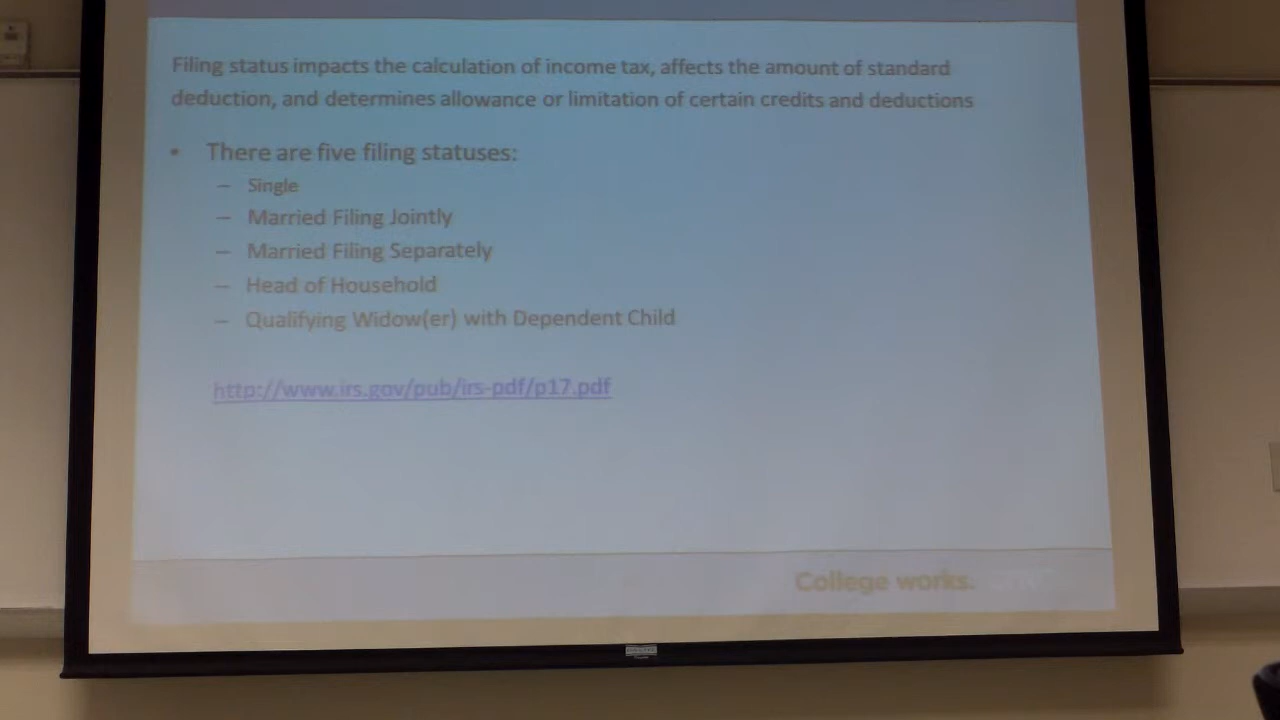 Filing status impacts the calculation of income tax, affects the amount of standard
deduction, and determines allowance or limitation of certain credits and deductions
• There are five filing statuses:
– Single
– Married Filing Jointly
– Married Filing Separately
– Head of Household
– Qualifying Widow(er) with Dependent Child
http://www.irs.gov/pub/irs-pdf/p17.pdf
College works.